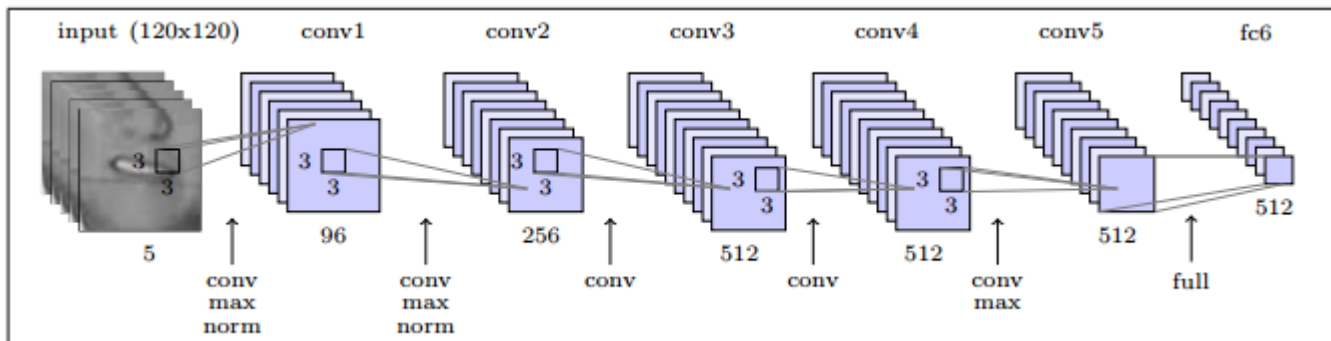 input (120x120) conv1 conv2 conv3 conv4 conv5 fc6
3 3 3 3 3
3 3 3 3 3
5 96 256 512 512 512 512
conv conv conv conv conv full
max max max
norm norm